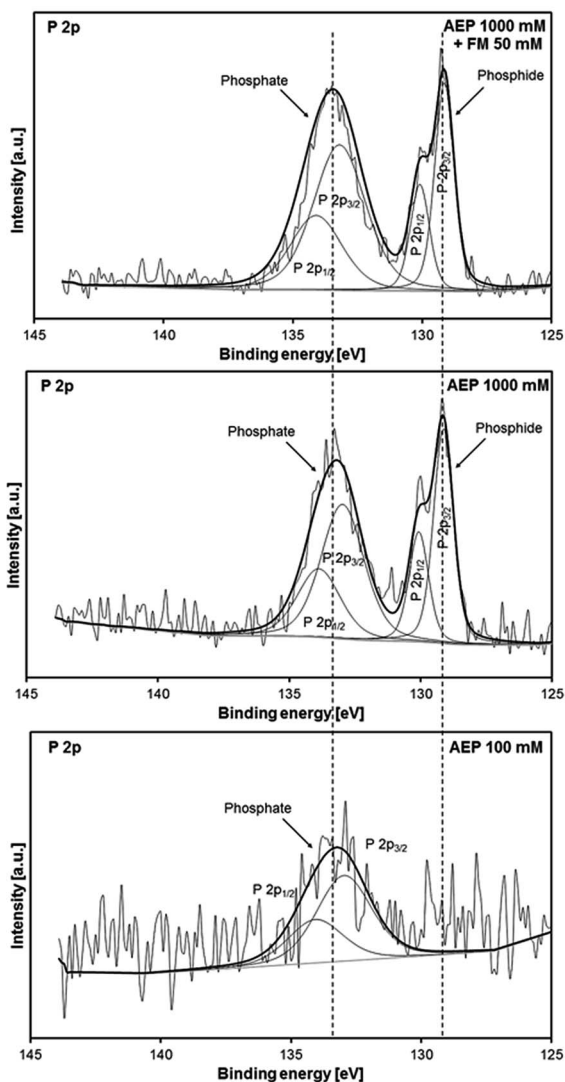 P 2p
AEP 1000 mM
+ FM 50 mM
Phosphate
Phosphide
P 2p3/2
P 2p1/2
P 2p1/2
P 2p3/2
Intensity [a.u.]
145 140 135 130 125
Binding energy [eV]
P 2p
AEP 1000 mM
Phosphate
Phosphide
P 2p3/2
P 2p1/2
P 2p1/2
P 2p3/2
Intensity [a.u.]
145 140 135 130 125
Binding energy [eV]
P 2p
AEP 100 mM
Phosphate
P 2p3/2
P 2p1/2
Intensity [a.u.]
145 140 135 130 125
Binding energy [eV]